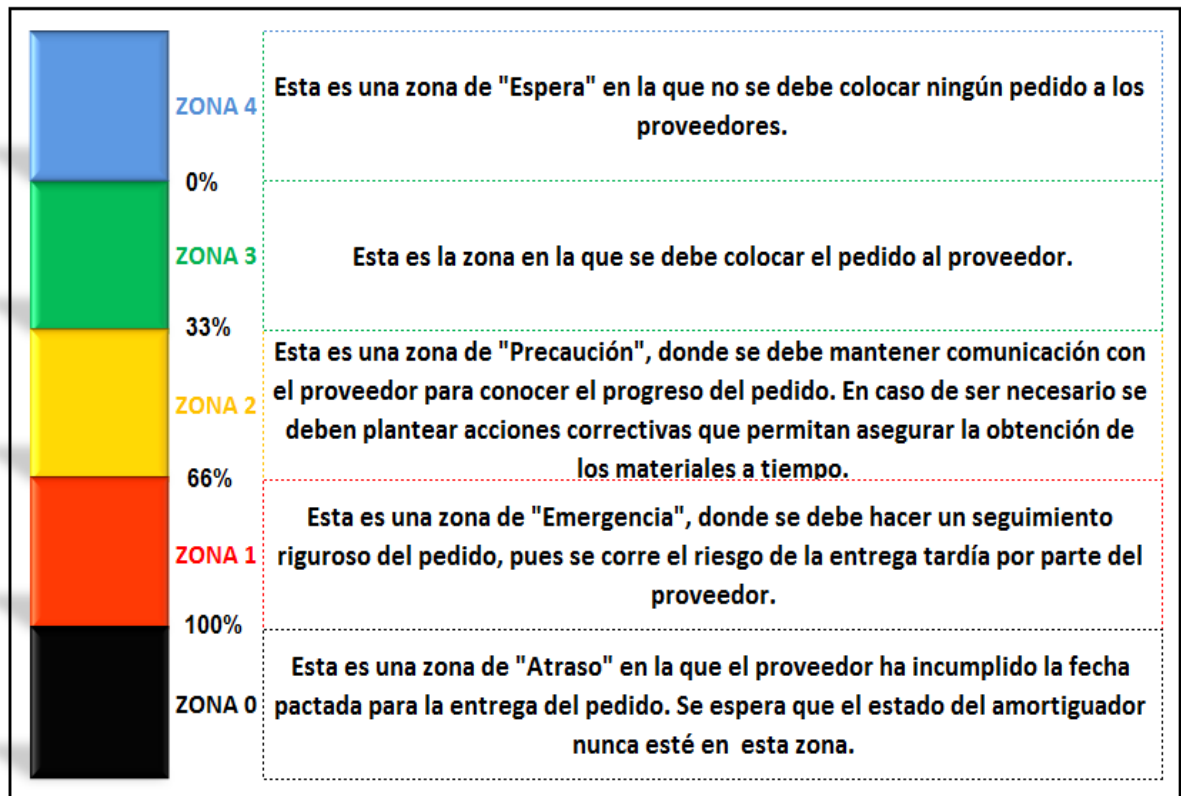 Esta es una zona de "Espera" en la que no se debe colocar ningún pedido a los
proveedores.
ZONA 4
0%
ZONA 3
Esta es la zona en la que se debe colocar el pedido al proveedor.
33%
Esta es una zona de "Precaución", donde se debe mantener comunicación con
el proveedor para conocer el progreso del pedido. En caso de ser necesario se
ZONA 2
deben plantear acciones correctivas que permitan asegurar la obtención de
los materiales a tiempo.
66%
Esta es una zona de "Emergencia", donde se debe hacer un seguimiento
ZONA 1
riguroso del pedido, pues se corre el riesgo de la entrega tardía por parte del
proveedor.
100%
Esta es una zona de "Atraso" en la que el proveedor ha incumplido la fecha
ZONA 0
pactada para la entrega del pedido. Se espera que el estado del amortiguador
nunca esté en esta zona.